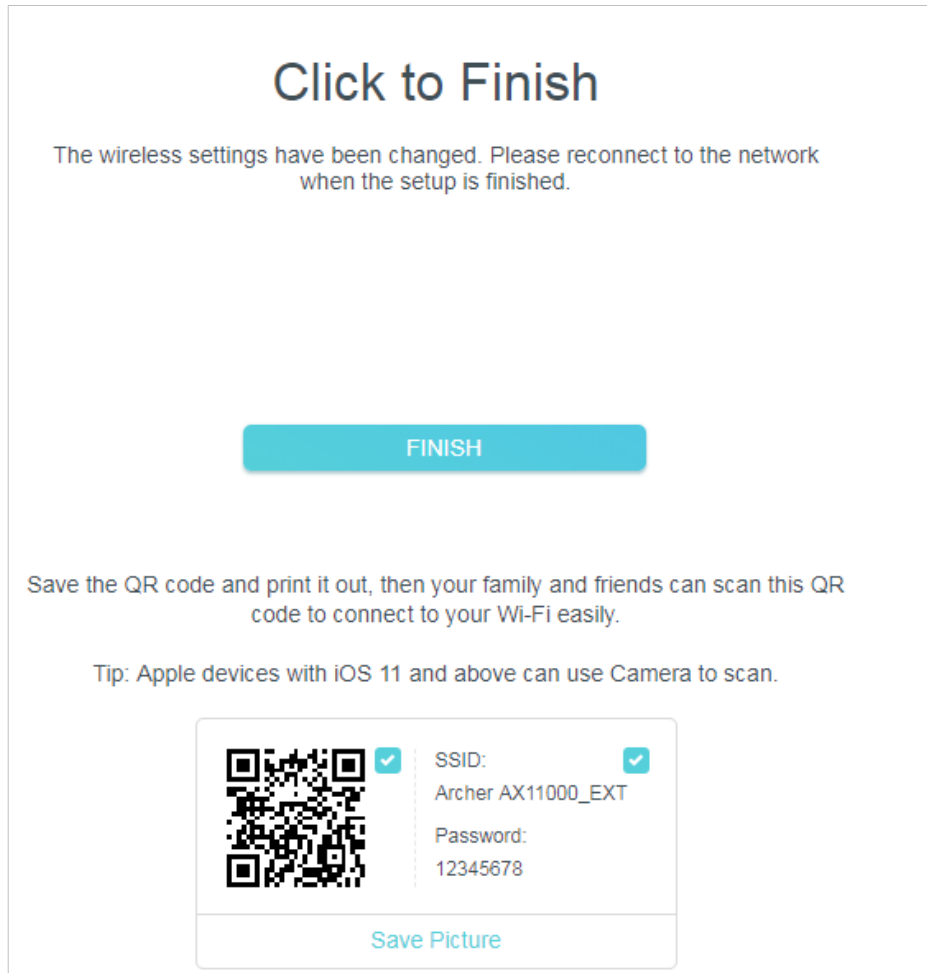 Click to Finish
The wireless settings have been changed. Please reconnect to the network
when the setup is finished.
FINISH
Save the QR code and print it out, then your family and friends can scan this QR
code to connect to your Wi-Fi easily.
Tip: Apple devices with iOS 11 and above can use Camera to scan.
SSID:
Archer AX11000_EXT
Password:
12345678
Save Picture